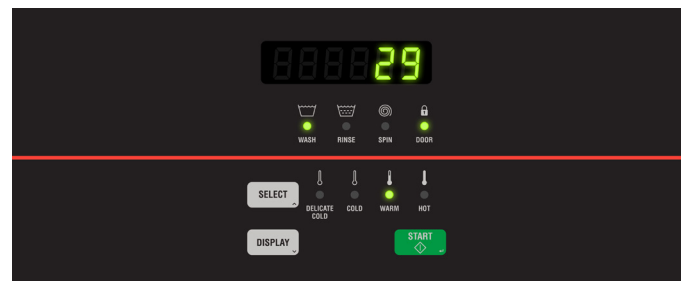 29
WASH RINSE SPIN DOOR
SELECT
DELICATE COLD WARM HOT
COLD
DISPLAY START